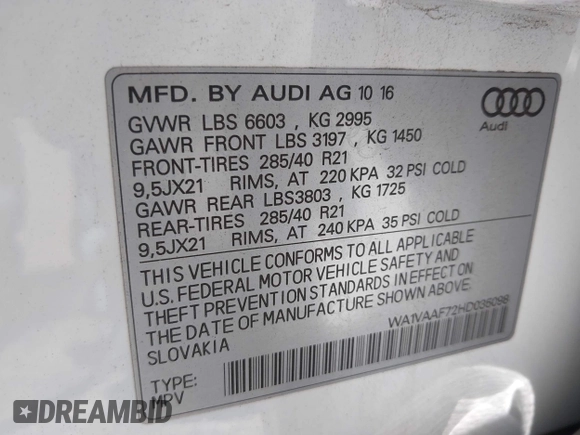 MFD. BY AUDI AG 10 16
GVWR LBS 6603 , KG 2995
GAWR FRONT LBS 3197 , KG 1450
FRONT-TIRES 285/40 R21
9,5JX21 RIMS, AT 220 KPA 32 PSI COLD
GAWR REAR LBS3803 , KG 1725
REAR-TIRES 285/40 R21
9,5JX21 RIMS, AT 240 KPA 35 PSI COLD
THIS VEHICLE CONFORMS TO ALL APPLICABLE
U.S. FEDERAL MOTOR VEHICLE SAFETY AND
THEFT PREVENTION STANDARDS IN EFFECT ON
THE DATE OF MANUFACTURE SHOWN ABOVE.
SLOVAKIA
TYPE:
MPV
Audi
DREAMBID